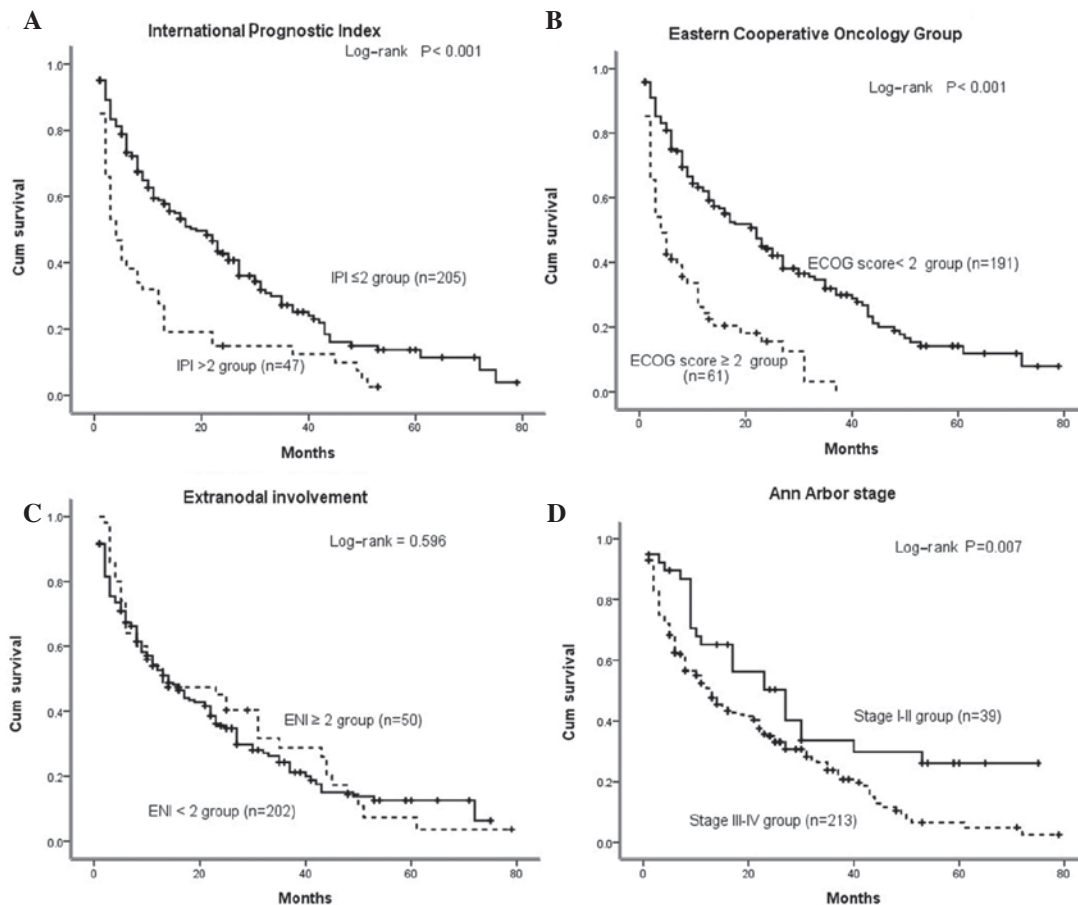 A
International Prognostic Index
Log-rank P< 0.001
Cum survival
1.0
0.8
0.6
0.4
0.2
0.0
IPI ≤2 group (n=205)
IPI >2 group (n=47)
0 20 40 60 80
Months
B
Eastern Cooperative Oncology Group
Log-rank P< 0.001
Cum survival
1.0
0.8
0.6
0.4
0.2
0.0
ECOG score< 2 group (n=191)
ECOG score ≥ 2 group
(n=61)
0 20 40 60 80
Months
C
Extranodal involvement
Log-rank = 0.596
Cum survival
1.0
0.8
0.6
0.4
0.2
0.0
ENI ≥ 2 group (n=50)
ENI < 2 group (n=202)
0 20 40 60 80
Months
D
Ann Arbor stage
Log-rank P=0.007
Cum survival
1.0
0.8
0.6
0.4
0.2
0.0
Stage I-II group (n=39)
Stage III-IV group (n=213)
0 20 40 60 80
Months